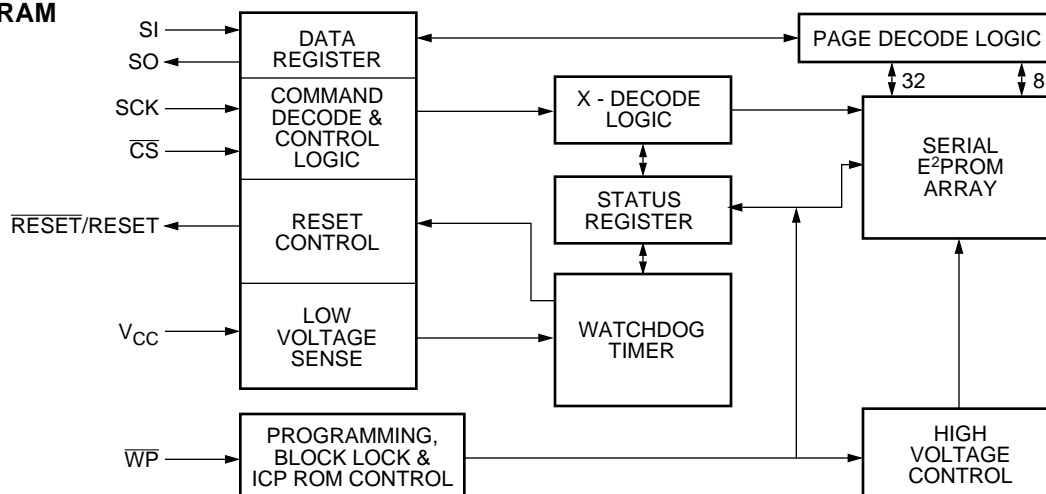 RAM
SI
SO
SCK
CS
RESET/RESET
VCC
WP
DATA
REGISTER
COMMAND
DECODE &
CONTROL
LOGIC
RESET
CONTROL
LOW
VOLTAGE
SENSE
PROGRAMMING,
BLOCK LOCK &
ICP ROM CONTROL
X - DECODE
LOGIC
STATUS
REGISTER
WATCHDOG
TIMER
PAGE DECODE LOGIC
32
8
SERIAL
E²PROM
ARRAY
HIGH
VOLTAGE
CONTROL